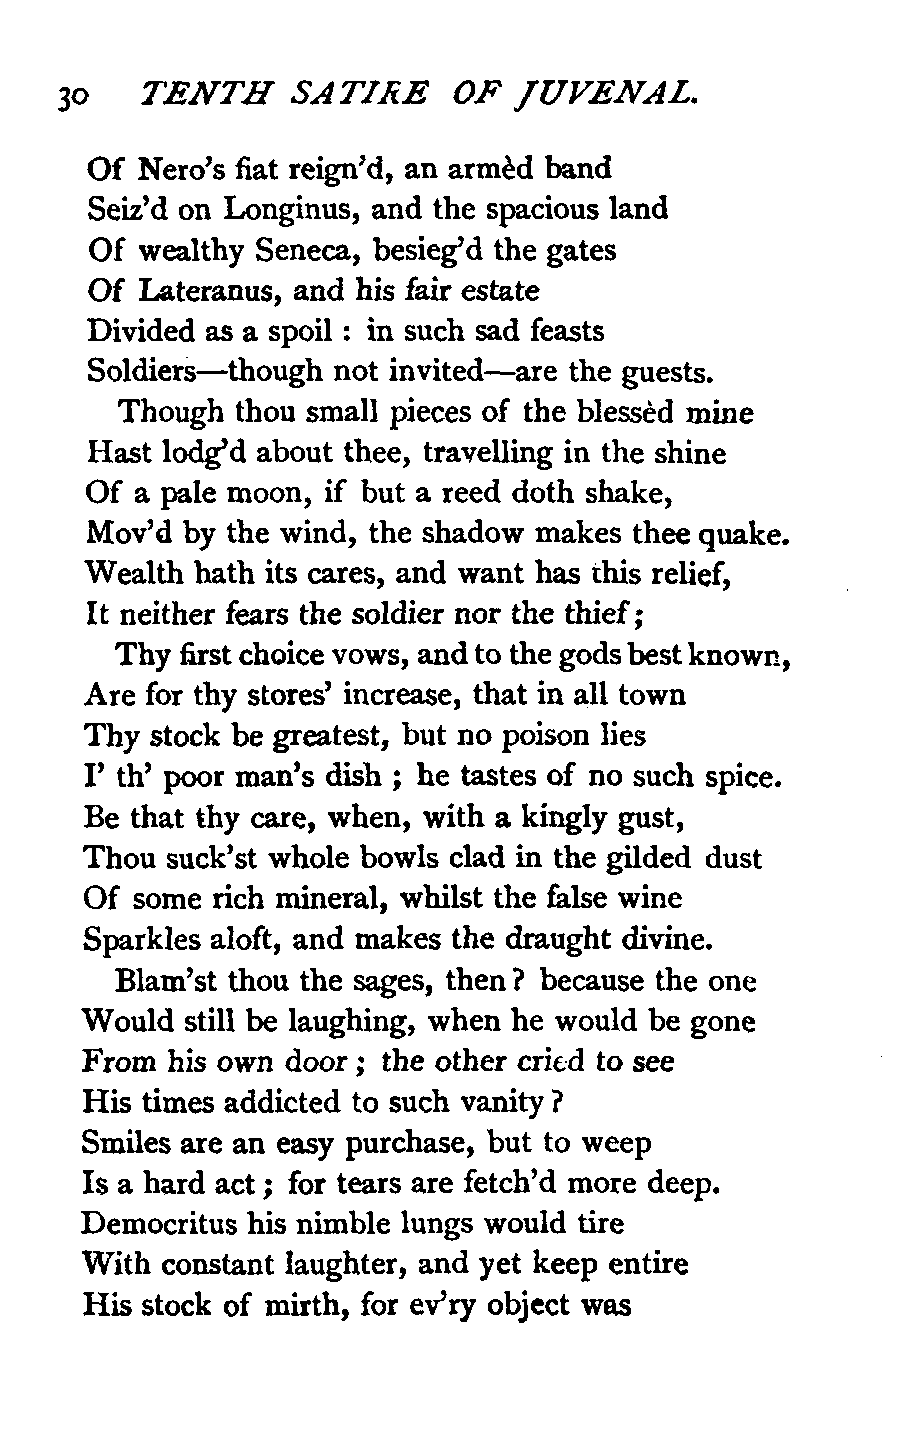 30 TENTH SATIRE OF JUVENAL.
Of Nero's fiat reign'd, an armèd band
Seiz'd on Longinus, and the spacious land
Of wealthy Seneca, besieg'd the gates
Of Lateranus, and his fair estate
Divided as a spoil : in such sad feasts
Soldiers—though not invited—are the guests.
Though thou small pieces of the blessèd mine
Hast lodg'd about thee, travelling in the shine
Of a pale moon, if but a reed doth shake,
Mov'd by the wind, the shadow makes thee quake.
Wealth hath its cares, and want has this relief,
It neither fears the soldier nor the thief ;
Thy first choice vows, and to the gods best known,
Are for thy stores' increase, that in all town
Thy stock be greatest, but no poison lies
I' th' poor man's dish ; he tastes of no such spice.
Be that thy care, when, with a kingly gust,
Thou suck'st whole bowls clad in the gilded dust
Of some rich mineral, whilst the false wine
Sparkles aloft, and makes the draught divine.
Blam'st thou the sages, then ? because the one
Would still be laughing, when he would be gone
From his own door ; the other cried to see
His times addicted to such vanity ?
Smiles are an easy purchase, but to weep
Is a hard act ; for tears are fetch'd more deep.
Democritus his nimble lungs would tire
With constant laughter, and yet keep entire
His stock of mirth, for ev'ry object was